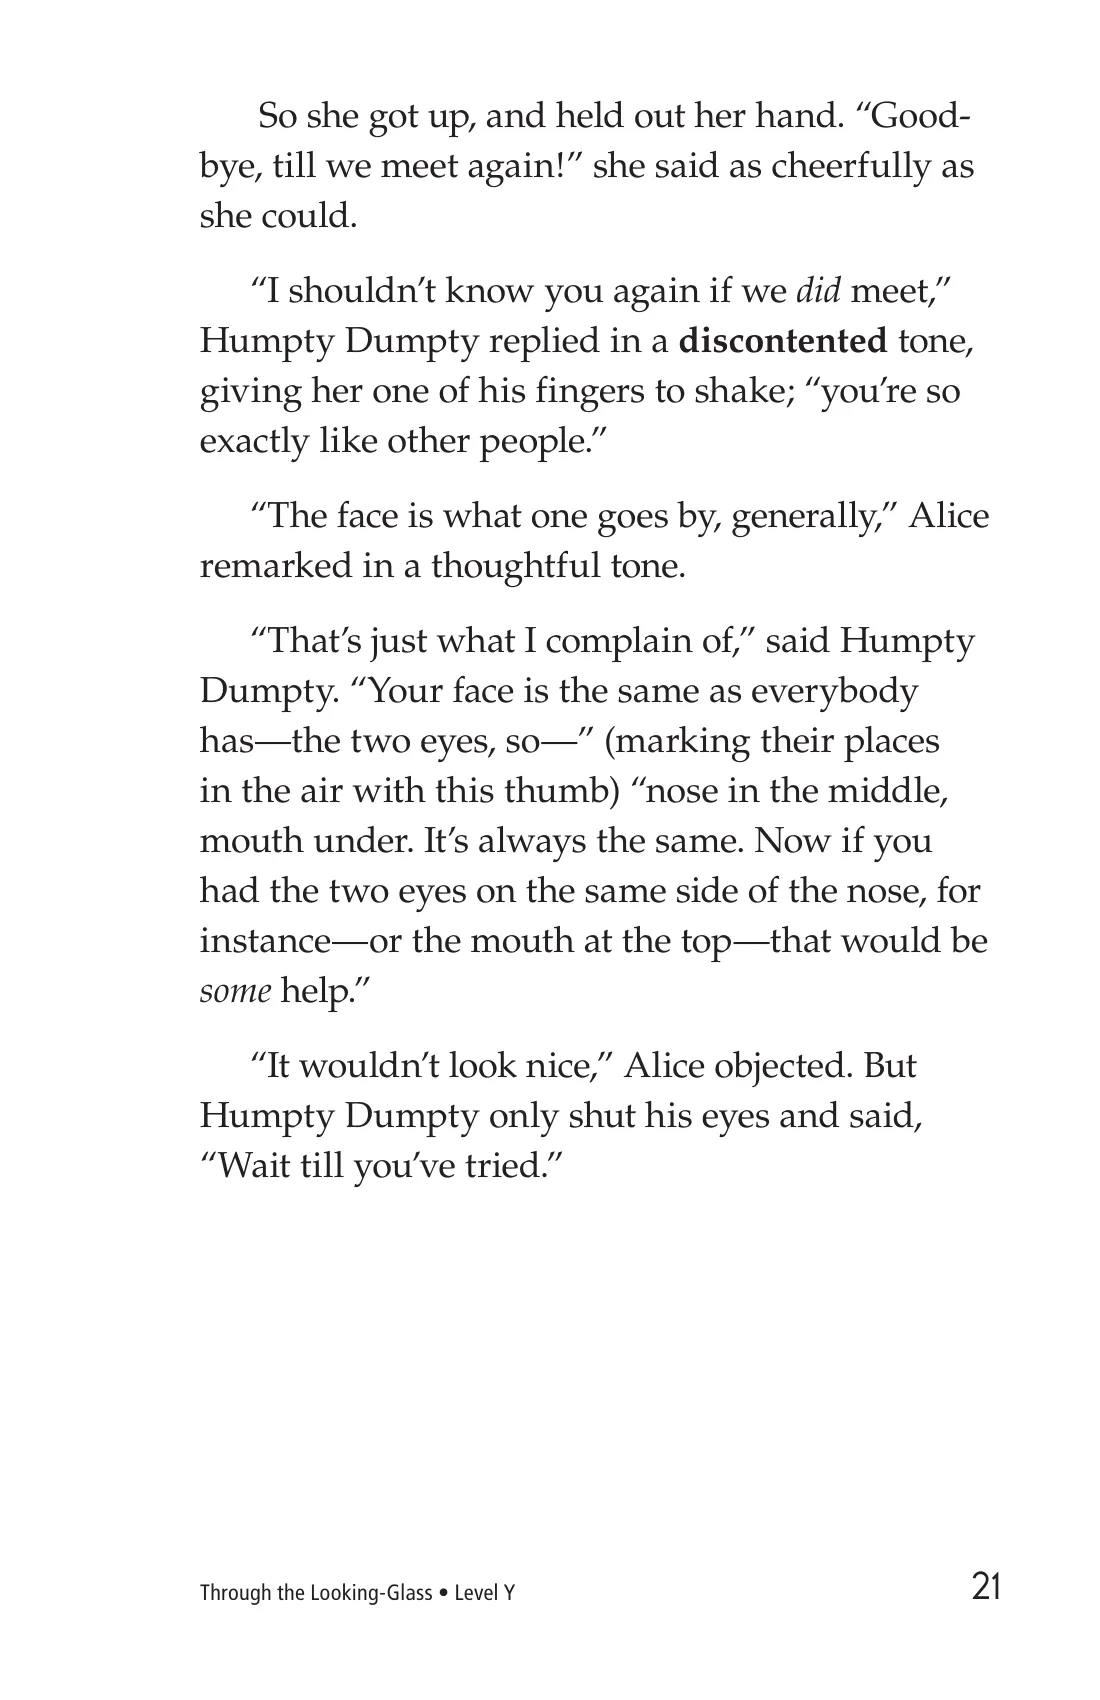 So she got up, and held out her hand. “Good-
bye, till we meet again!” she said as cheerfully as
she could.
“I shouldn’t know you again if we did meet,”
Humpty Dumpty replied in a discontented tone,
giving her one of his fingers to shake; “you’re so
exactly like other people.”
“The face is what one goes by, generally,” Alice
remarked in a thoughtful tone.
“That’s just what I complain of,” said Humpty
Dumpty. “Your face is the same as everybody
has—the two eyes, so—” (marking their places
in the air with this thumb) “nose in the middle,
mouth under. It’s always the same. Now if you
had the two eyes on the same side of the nose, for
instance—or the mouth at the top—that would be
some help.”
“It wouldn’t look nice,” Alice objected. But
Humpty Dumpty only shut his eyes and said,
“Wait till you’ve tried.”
Through the Looking-Glass • Level Y
21